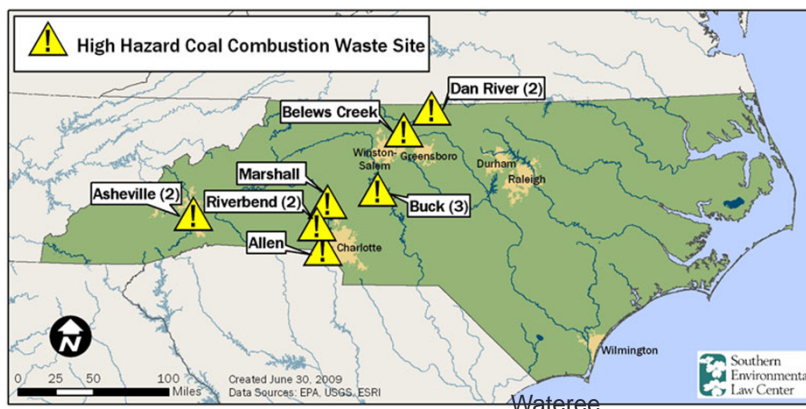 High Hazard Coal Combustion Waste Site
Dan River (2)
Belews Creek
Winston-
Salem
Greensboro
Durham
Raleigh
Marshall
Asheville (2)
Riverbend (2)
Buck (3)
Allen
Charlotte
Wilmington
N
0 25 50 100
Miles
Created June 30, 2009
Data Sources: EPA, USGS, ESRI
Southern
Environmental
Law Center
Wateree